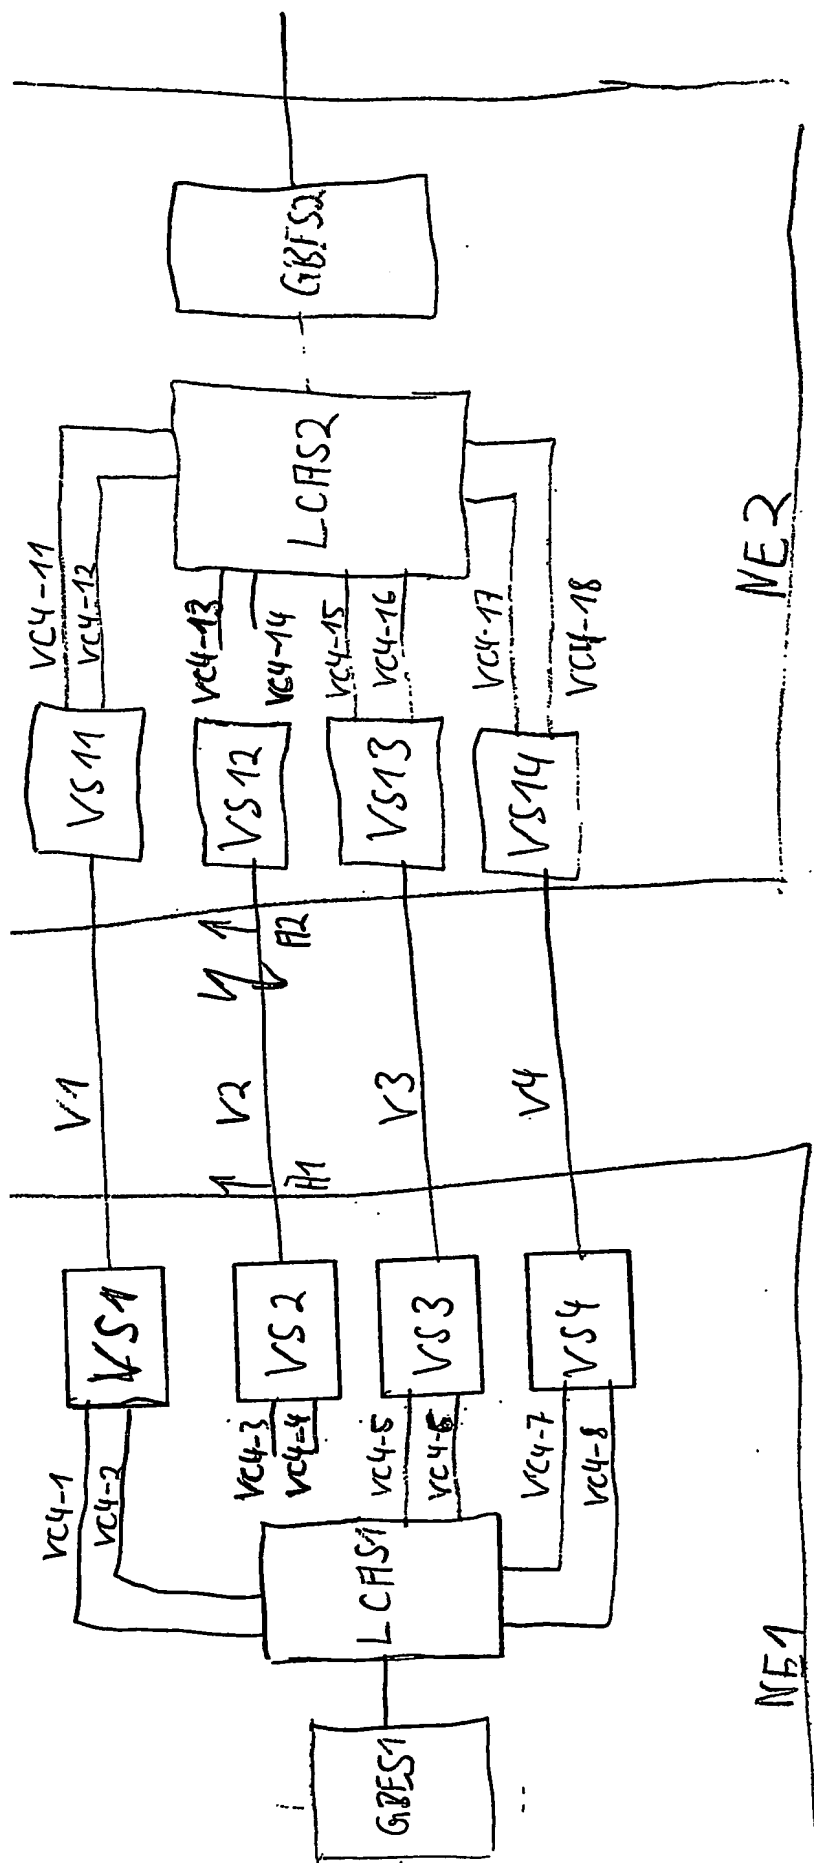 GBFS1
LCAS1
VC4-1
VC4-2
VC4-3
VC4-4
VC4-5
VC4-6
VC4-7
VC4-8
VS1
VS2
VS3
VS4
NE1
V1
V2
V3
V4
A1
A2
VS11
VS12
VS13
VS14
VC4-11
VC4-12
VC4-13
VC4-14
VC4-15
VC4-16
VC4-17
VC4-18
LCAS2
GBFS2
NE2